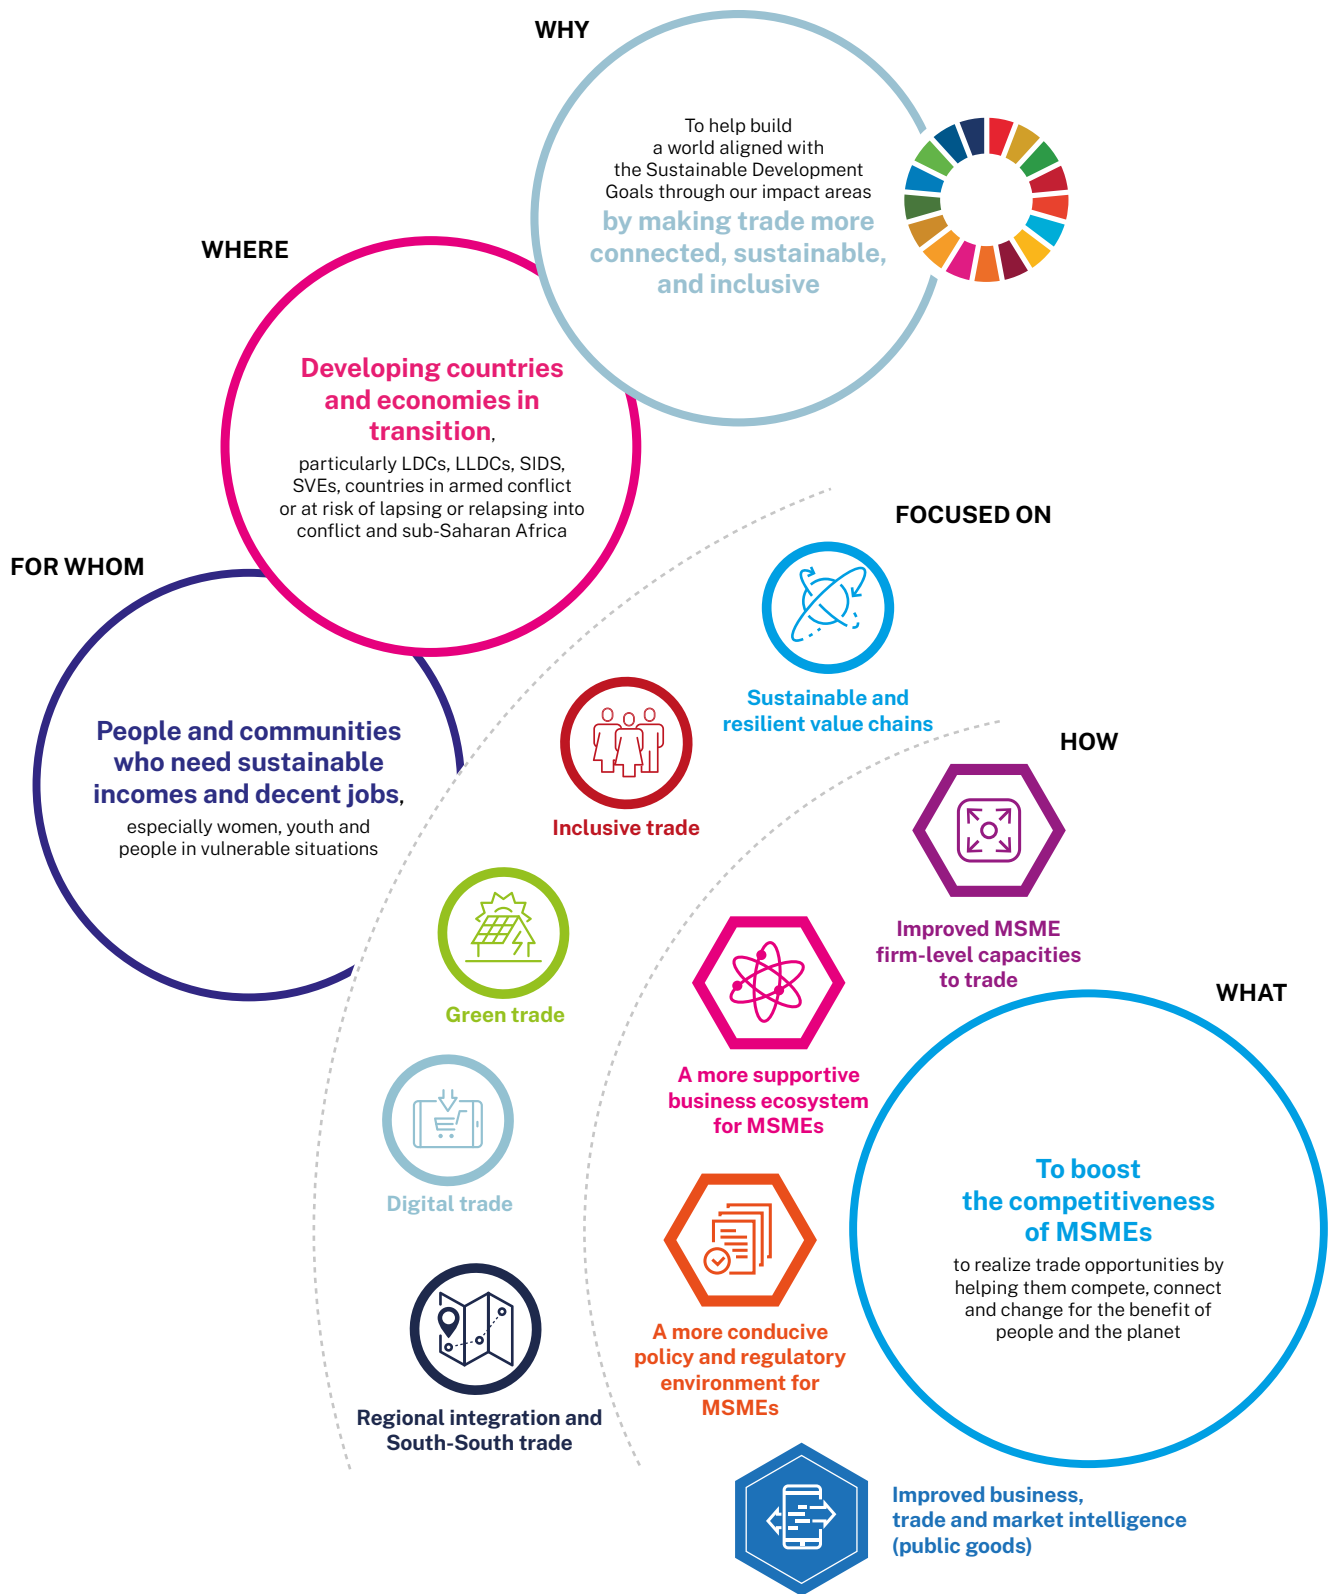 WHY
To help build
a world aligned with
the Sustainable Development
Goals through our impact areas
by making trade more
connected, sustainable,
and inclusive
WHERE
Developing countries
and economies in
transition,
particularly LDCs, LLDCs, SIDS,
SVEs, countries in armed conflict
or at risk of lapsing or relapsing into
conflict and sub-Saharan Africa
FOR WHOM
People and communities
who need sustainable
incomes and decent jobs,
especially women, youth and
people in vulnerable situations
FOCUSED ON
Sustainable and
resilient value chains
Inclusive trade
Green trade
Digital trade
Regional integration and
South-South trade
HOW
Improved MSME
firm-level capacities
to trade
A more supportive
business ecosystem
for MSMEs
A more conducive
policy and regulatory
environment for
MSMEs
Improved business,
trade and market intelligence
(public goods)
WHAT
To boost
the competitiveness
of MSMEs
to realize trade opportunities by
helping them compete, connect
and change for the benefit of
people and the planet